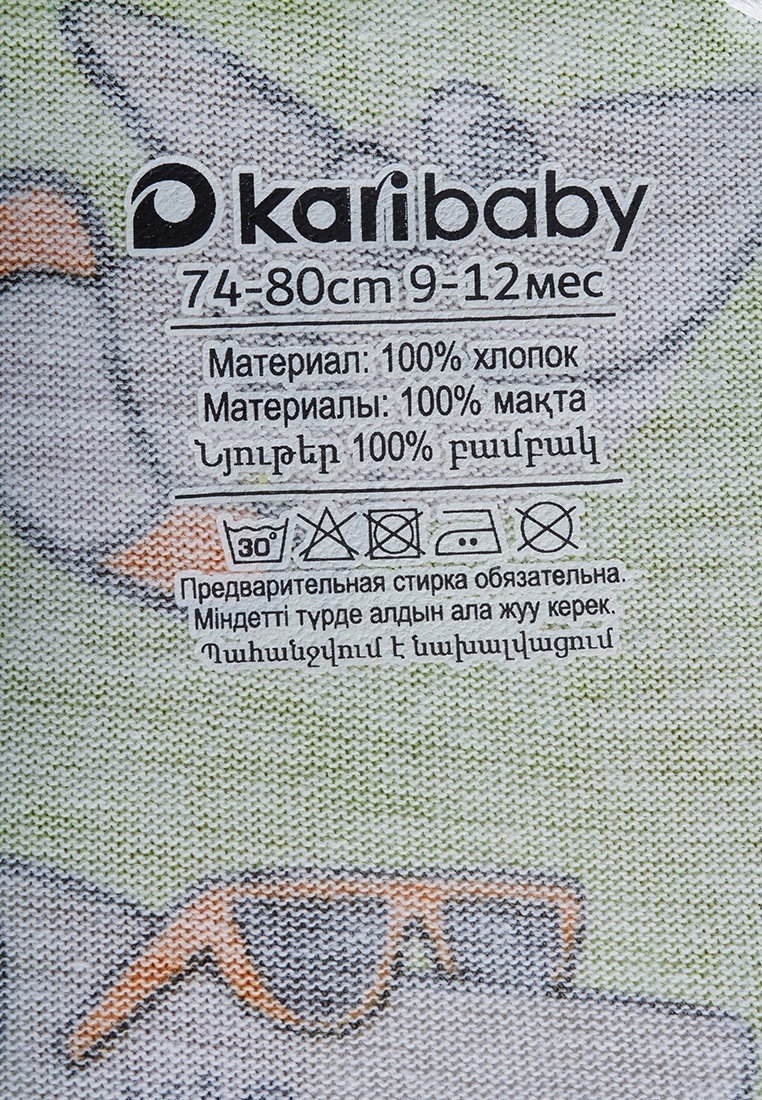 karibaby
74-80cm 9-12мес
Материал: 100% хлопок
Материалы: 100% мақта
Նյութեր 100% բամբակ
30°
Предварительная стирка обязательна.
Міндетті түрде алдын ала жуу керек.
Պահանջվում է նախալվացում